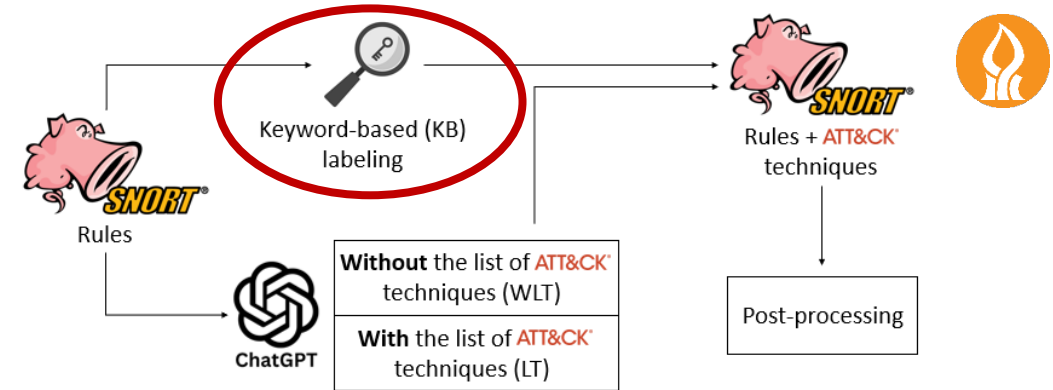 SNORT®
Rules
Keyword-based (KB)
labeling
ChatGPT
Without the list of ATT&CK®
techniques (WLT)
With the list of ATT&CK®
techniques (LT)
SNORT®
Rules + ATT&CK®
techniques
Post-processing